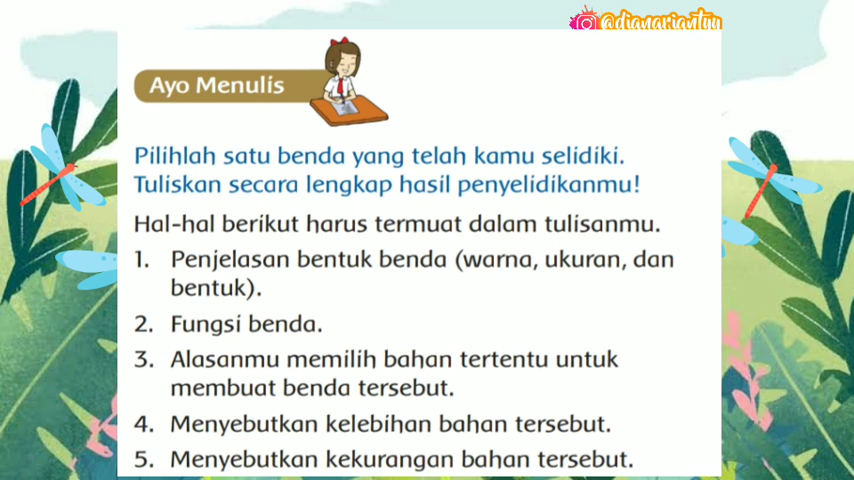 @dianariantyy
Ayo Menulis
Pilihlah satu benda yang telah kamu selidiki.
Tuliskan secara lengkap hasil penyelidikanmu!
Hal-hal berikut harus termuat dalam tulisanmu.
1. Penjelasan bentuk benda (warna, ukuran, dan
bentuk).
2. Fungsi benda.
3. Alasanmu memilih bahan tertentu untuk
membuat benda tersebut.
4. Menyebutkan kelebihan bahan tersebut.
5. Menyebutkan kekurangan bahan tersebut.